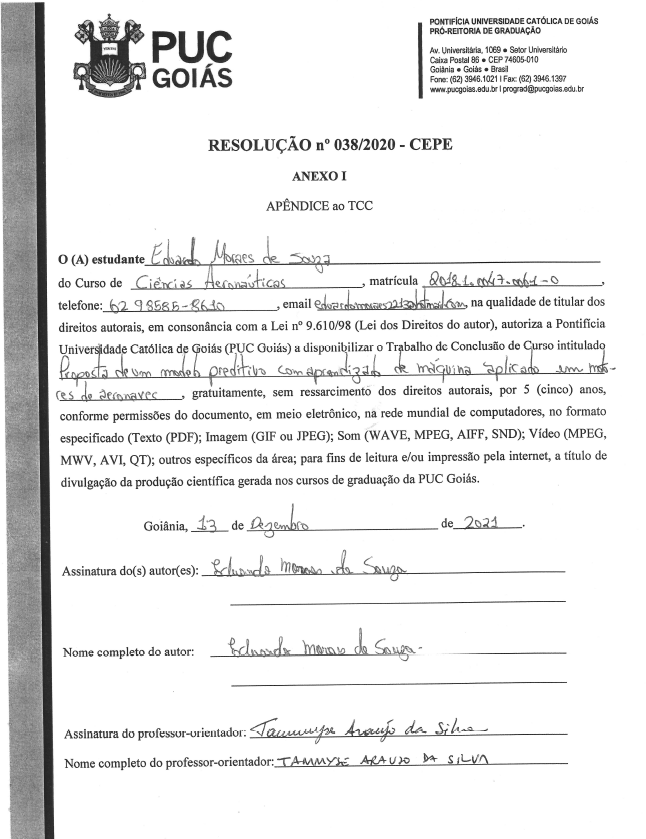 PUC
GOIÁS
PONTIFÍCIA UNIVERSIDADE CATÓLICA DE GOIÁS
PRÓ-REITORIA DE GRADUAÇÃO
Av. Universitária, 1069 ● Setor Universitário
Caixa Postal 86 ● CEP 74605-010
Goiânia ● Goiás ● Brasil
Fone: (62) 3946.1021 I Fax: (62) 3946.1397
www.pucgoias.edu.br I prograd@pucgoias.edu.br
RESOLUÇÃO nº 038/2020 - CEPE
ANEXO I
APÊNDICE ao TCC
O (A) estudante Eduardo Moraes de Souza
do Curso de Ciências Aeronáuticas, matrícula 2018.1.0047.0061-0,
telefone: 62 98585-8610, email , na qualidade de titular dos
direitos autorais, em consonância com a Lei nº 9.610/98 (Lei dos Direitos do autor), autoriza a Pontifícia
Universidade Católica de Goiás (PUC Goiás) a disponibilizar o Trabalho de Conclusão de Curso intitulado
Proposta de um modelo preditivo com aprendizado de máquina aplicado em moto-
res de aeronaves, gratuitamente, sem ressarcimento dos direitos autorais, por 5 (cinco) anos,
conforme permissões do documento, em meio eletrônico, na rede mundial de computadores, no formato
especificado (Texto (PDF); Imagem (GIF ou JPEG); Som (WAVE, MPEG, AIFF, SND); Vídeo (MPEG,
MWV, AVI, QT); outros específicos da área; para fins de leitura e/ou impressão pela internet, a título de
divulgação da produção científica gerada nos cursos de graduação da PUC Goiás.
Goiânia, 13 de Dezembro de 2021.
Assinatura do(s) autor(es): Eduardo Moraes de Souza
Nome completo do autor: Eduardo Moraes de Souza
Assinatura do professor-orientador: Tammyse Araújo da Silva
Nome completo do professor-orientador: TAMMYSE ARAUJO DA SILVA